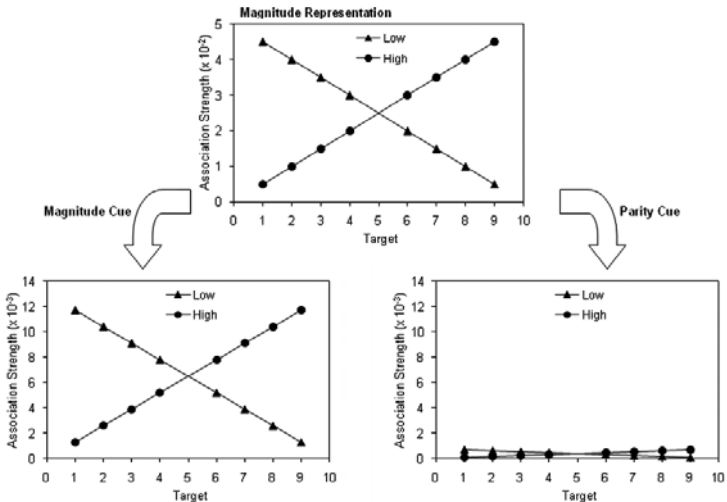 Magnitude Representation
Association Strength (x 10⁻²)
5
4
3
2
1
0
Low
High
0 1 2 3 4 5 6 7 8 9 10
Target
Magnitude Cue
Parity Cue
Association Strength (x 10⁻³)
14
12
10
8
6
4
2
0
Low
High
0 1 2 3 4 5 6 7 8 9 10
Target
Association Strength (x 10⁻³)
14
12
10
8
6
4
2
0
Low
High
0 1 2 3 4 5 6 7 8 9 10
Target